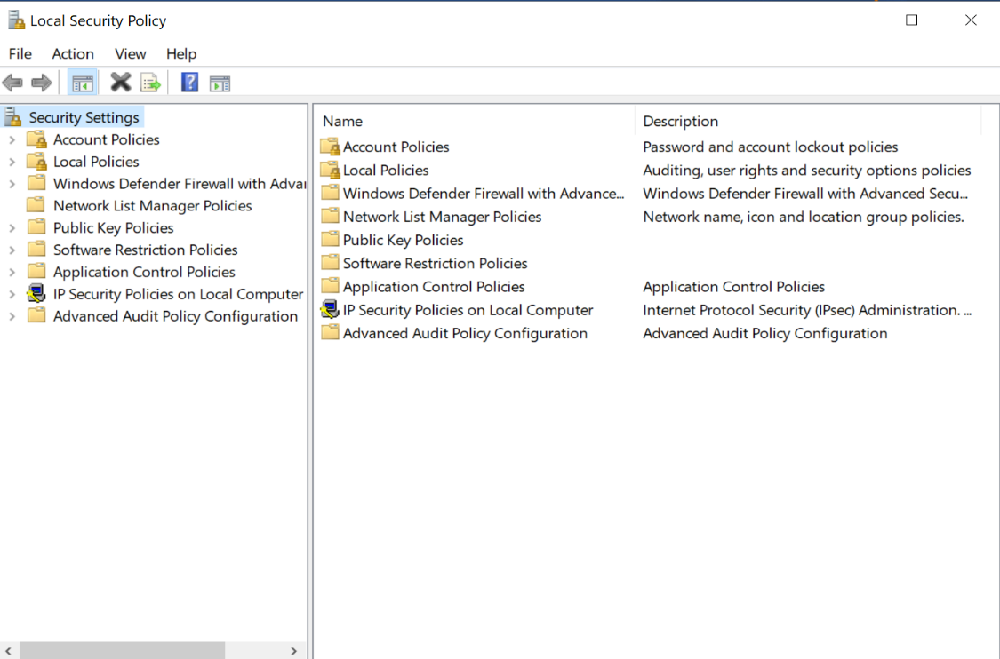 Local Security Policy
File Action View Help
Security Settings
Account Policies
Local Policies
Windows Defender Firewall with Advar
Network List Manager Policies
Public Key Policies
Software Restriction Policies
Application Control Policies
IP Security Policies on Local Computer
Advanced Audit Policy Configuration
Name Description
Account Policies Password and account lockout policies
Local Policies Auditing, user rights and security options policies
Windows Defender Firewall with Advance... Windows Defender Firewall with Advanced Secu...
Network List Manager Policies Network name, icon and location group policies.
Public Key Policies
Software Restriction Policies
Application Control Policies Application Control Policies
IP Security Policies on Local Computer Internet Protocol Security (IPsec) Administration. ...
Advanced Audit Policy Configuration Advanced Audit Policy Configuration